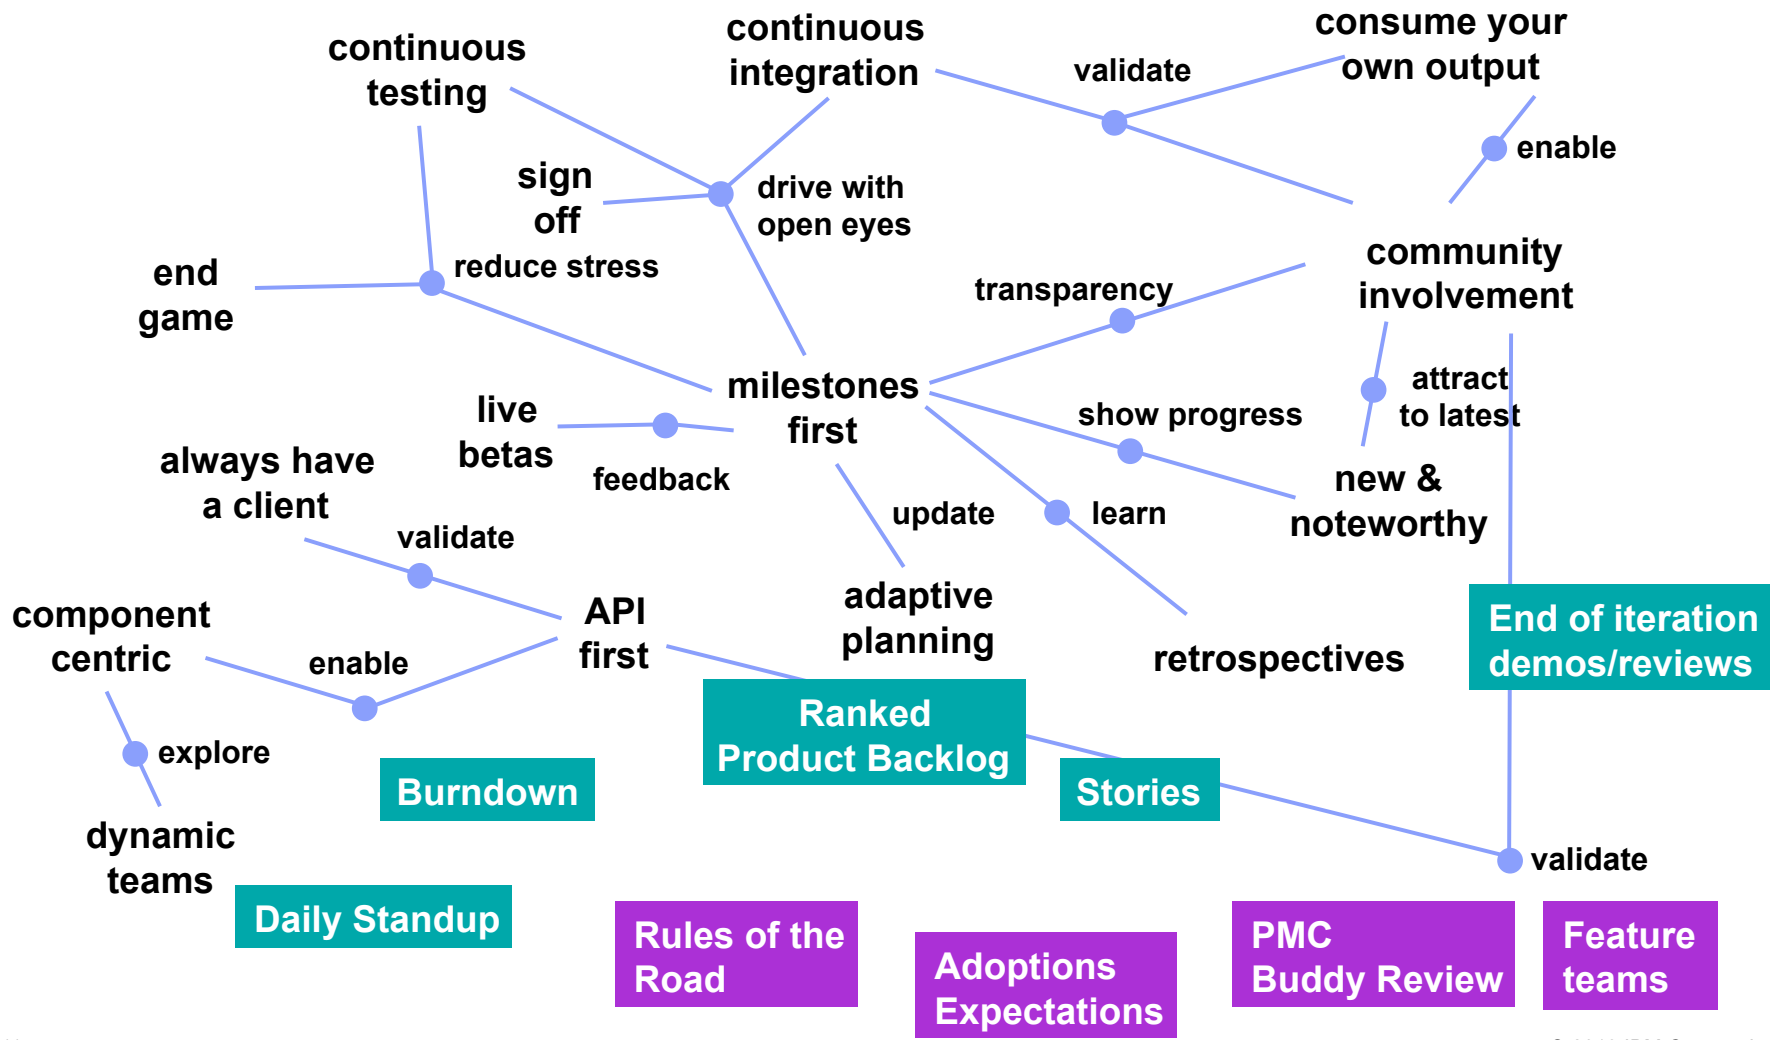 continuous
testing
continuous
integration
consume your
own output
validate
enable
sign
off
drive with
open eyes
reduce stress
end
game
community
involvement
transparency
milestones
first
attract
to latest
show progress
live
betas
feedback
always have
a client
new &
noteworthy
update
learn
validate
adaptive
planning
component
centric
API
first
enable
retrospectives
End of iteration
demos/reviews
Ranked
Product Backlog
explore
Burndown
Stories
dynamic
teams
validate
Daily Standup
Rules of the
Road
Adoptions
Expectations
PMC
Buddy Review
Feature
teams